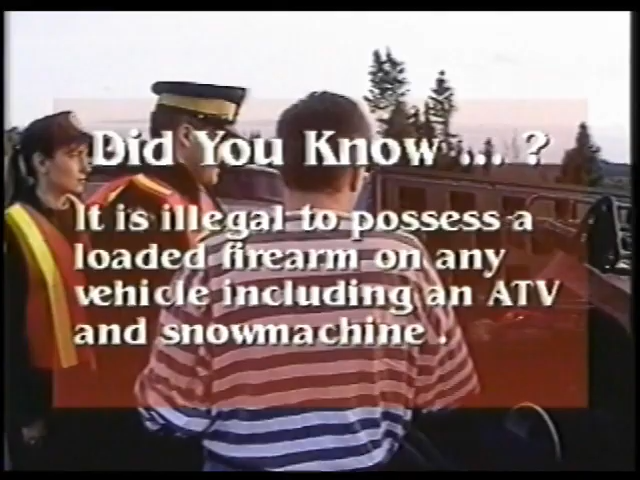 Did You Know ... ?
It is illegal to possess a
loaded firearm on any
vehicle including an ATV
and snowmachine .